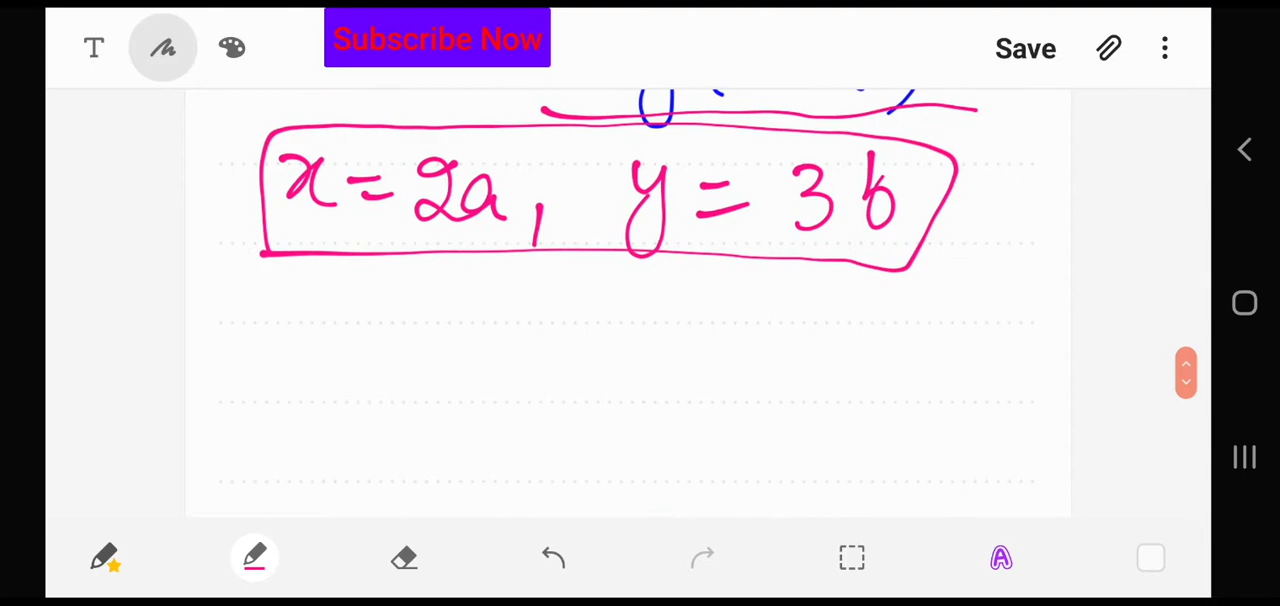 T Subscribe Now Save
x = 2a, y = 3b
A